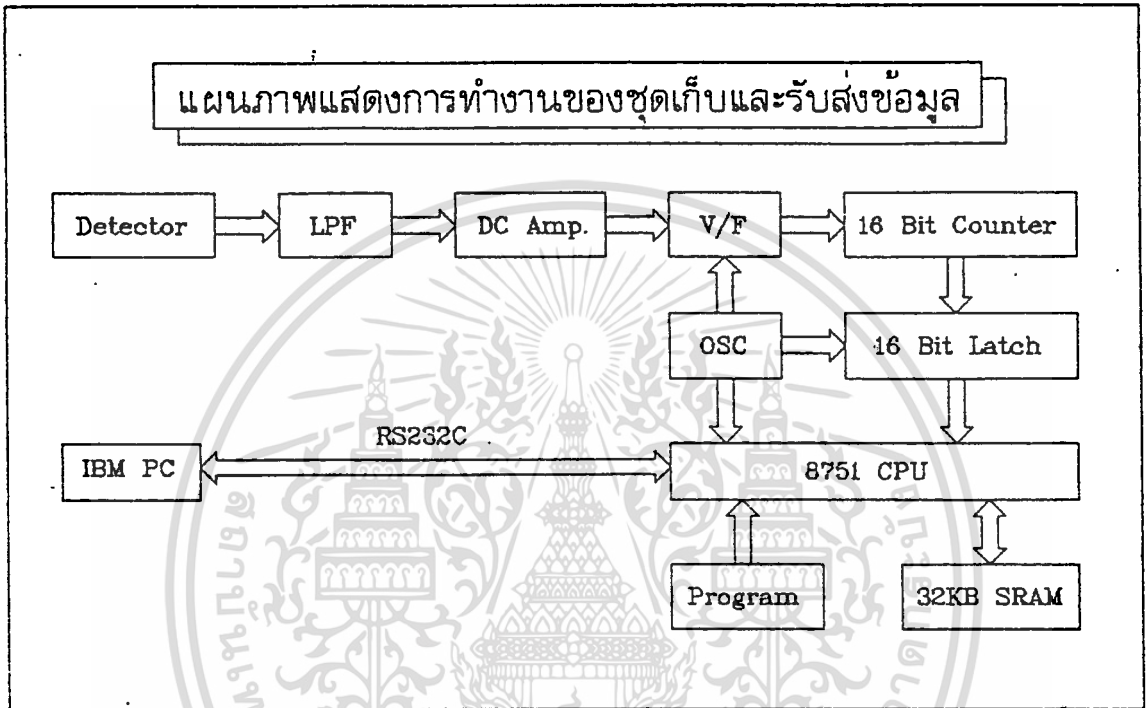 แผนภาพแสดงการทำงานของชุดเก็บและรับส่งข้อมูล
Detector
LPF
DC Amp.
V/F
16 Bit Counter
OSC
16 Bit Latch
RS232C
IBM PC
8751 CPU
Program
32KB SRAM